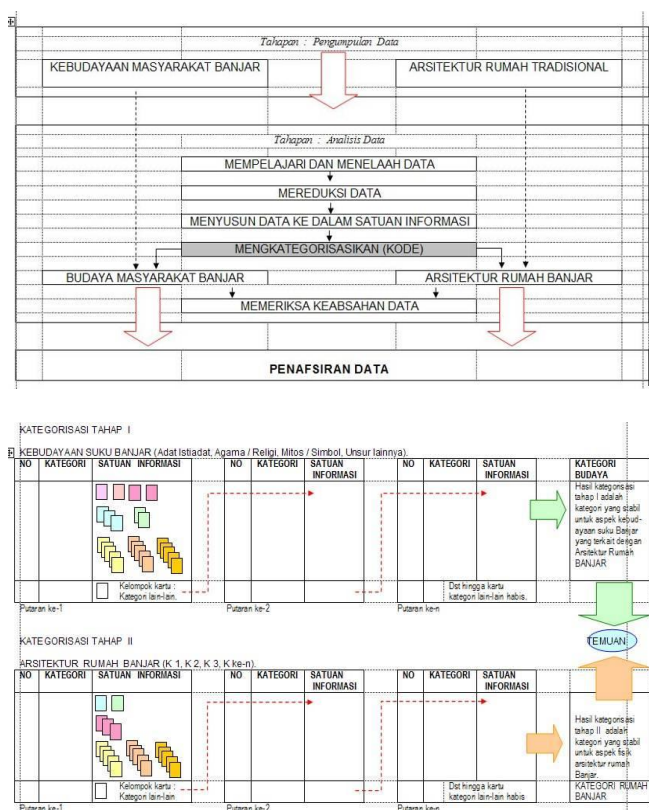 Tahapan : Pengumpulan Data
KEBUDAYAAN MASYARAKAT BANJAR
ARSITEKTUR RUMAH TRADISIONAL
Tahapan : Analisis Data
MEMPELAJARI DAN MENELAAH DATA
MEREDUKSI DATA
MENYUSUN DATA KE DALAM SATUAN INFORMASI
MENGKATEGORISASIKAN (KODE)
BUDAYA MASYARAKAT BANJAR
ARSITEKTUR RUMAH BANJAR
MEMERIKSA KEABSAHAN DATA
PENAFSIRAN DATA
KATEGORISASI TAHAP I
KEBUDAYAAN SUKU BANJAR (Adat Istiadat, Agama / Religi, Mitos / Simbol, Unsur lainnya).
NO KATEGORI SATUAN INFORMASI
NO KATEGORI SATUAN
INFORMASI
NO KATEGORI SATUAN
INFORMASI
KATEGORI
BUDAYA
Hasil kategorisasi
tahap I adalah
kategori yang stabil
untuk aspek kebud-
ayaan suku Banjar
yang terkait dengan
Arsitektur Rumah
BANJAR
Kelompok kartu :
Kategori lain-lain.
Dst hingga kartu
kategori lain-lain habis.
Putaran ke-1
Putaran ke-2
Putaran ke-n
TEMUAN
KATEGORISASI TAHAP II
ARSITEKTUR RUMAH BANJAR (K 1, K 2, K 3, K ke-n).
NO KATEGORI SATUAN INFORMASI
NO KATEGORI SATUAN
INFORMASI
NO KATEGORI SATUAN
INFORMASI
Hasil kategorisasi
tahap II adalah
kategori yang stabil
untuk aspek fisik
arsitektur rumah
Banjar.
KATEGORI RUMAH
BANJAR
Kelompok kartu :
Kategori lain-lain
Dst hingga kartu
kategori lain-lain habis
Putaran ke-1
Putaran ke-2
Putaran ke-n